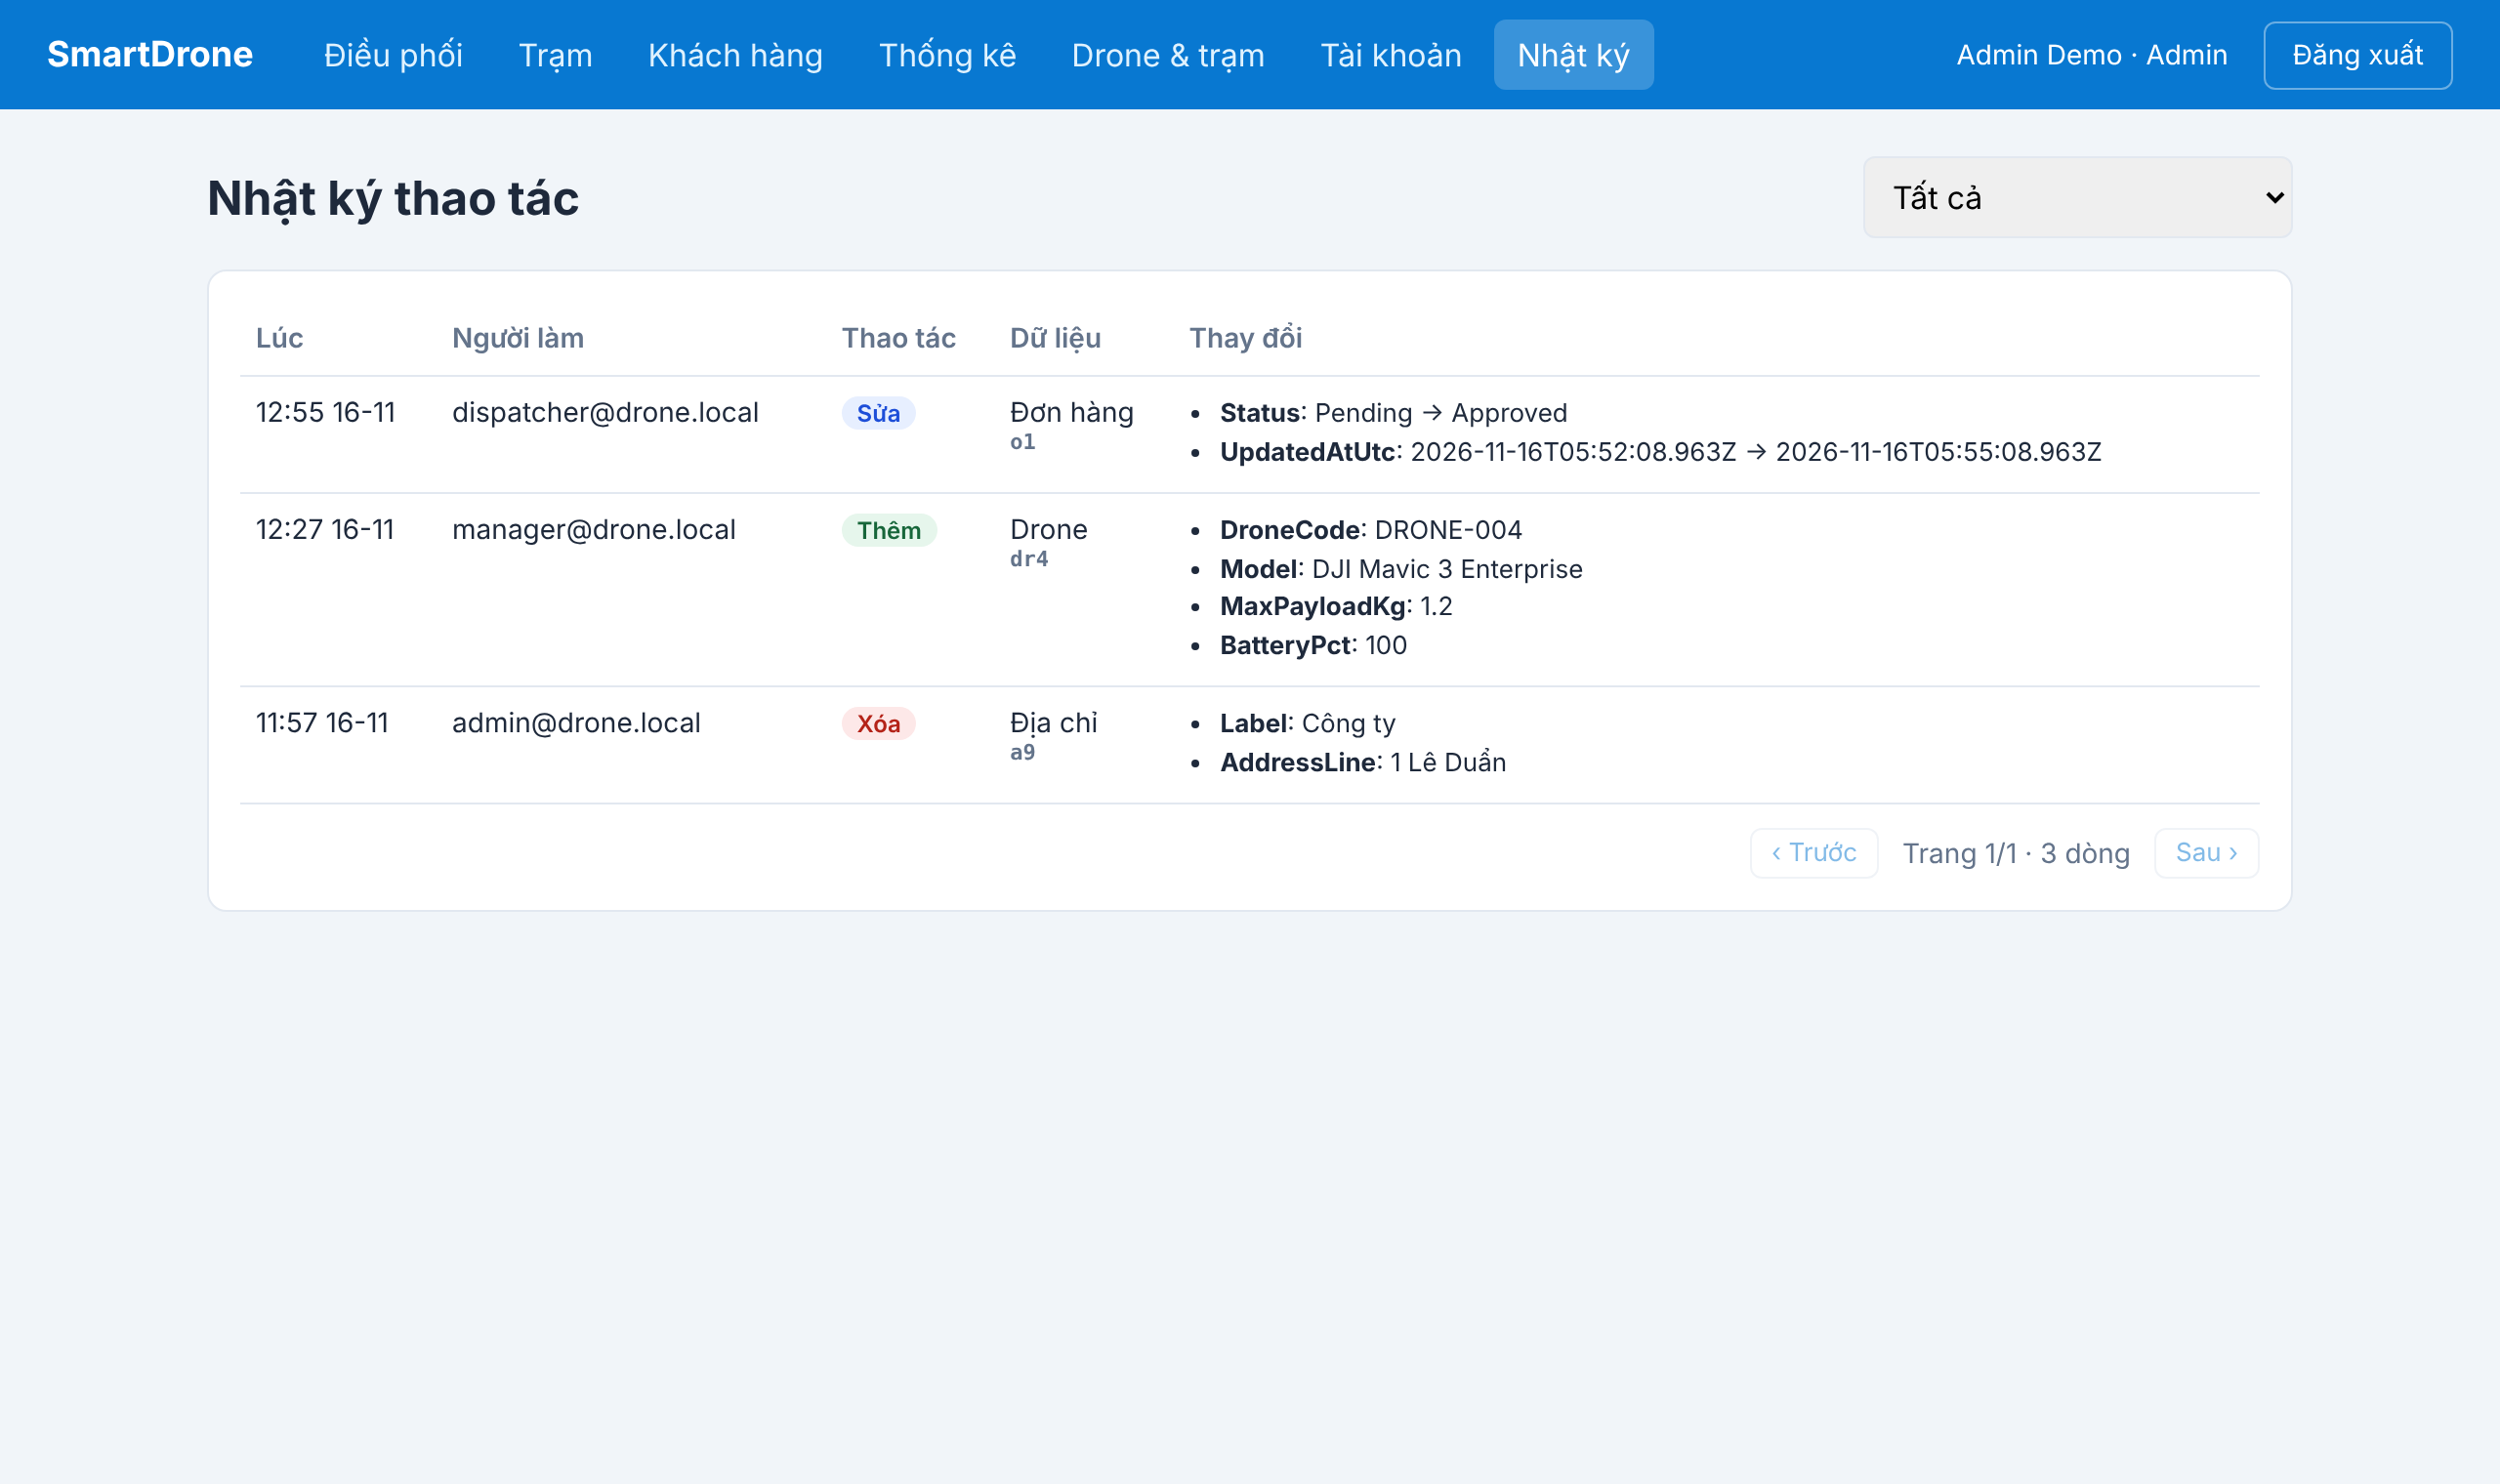 SmartDrone Điều phối Trạm Khách hàng Thống kê Drone & trạm Tài khoản Nhật ký Admin Demo · Admin Đăng xuất
Nhật ký thao tác Tất cả
Lúc Người làm Thao tác Dữ liệu Thay đổi
12:55 16-11 dispatcher@drone.local Sửa Đơn hàng • Status: Pending → Approved
o1 • UpdatedAtUtc: 2026-11-16T05:52:08.963Z → 2026-11-16T05:55:08.963Z
12:27 16-11 manager@drone.local Thêm Drone • DroneCode: DRONE-004
dr4 • Model: DJI Mavic 3 Enterprise
• MaxPayloadKg: 1.2
• BatteryPct: 100
11:57 16-11 admin@drone.local Xóa Địa chỉ • Label: Công ty
a9 • AddressLine: 1 Lê Duẩn
‹ Trước Trang 1/1 · 3 dòng Sau ›